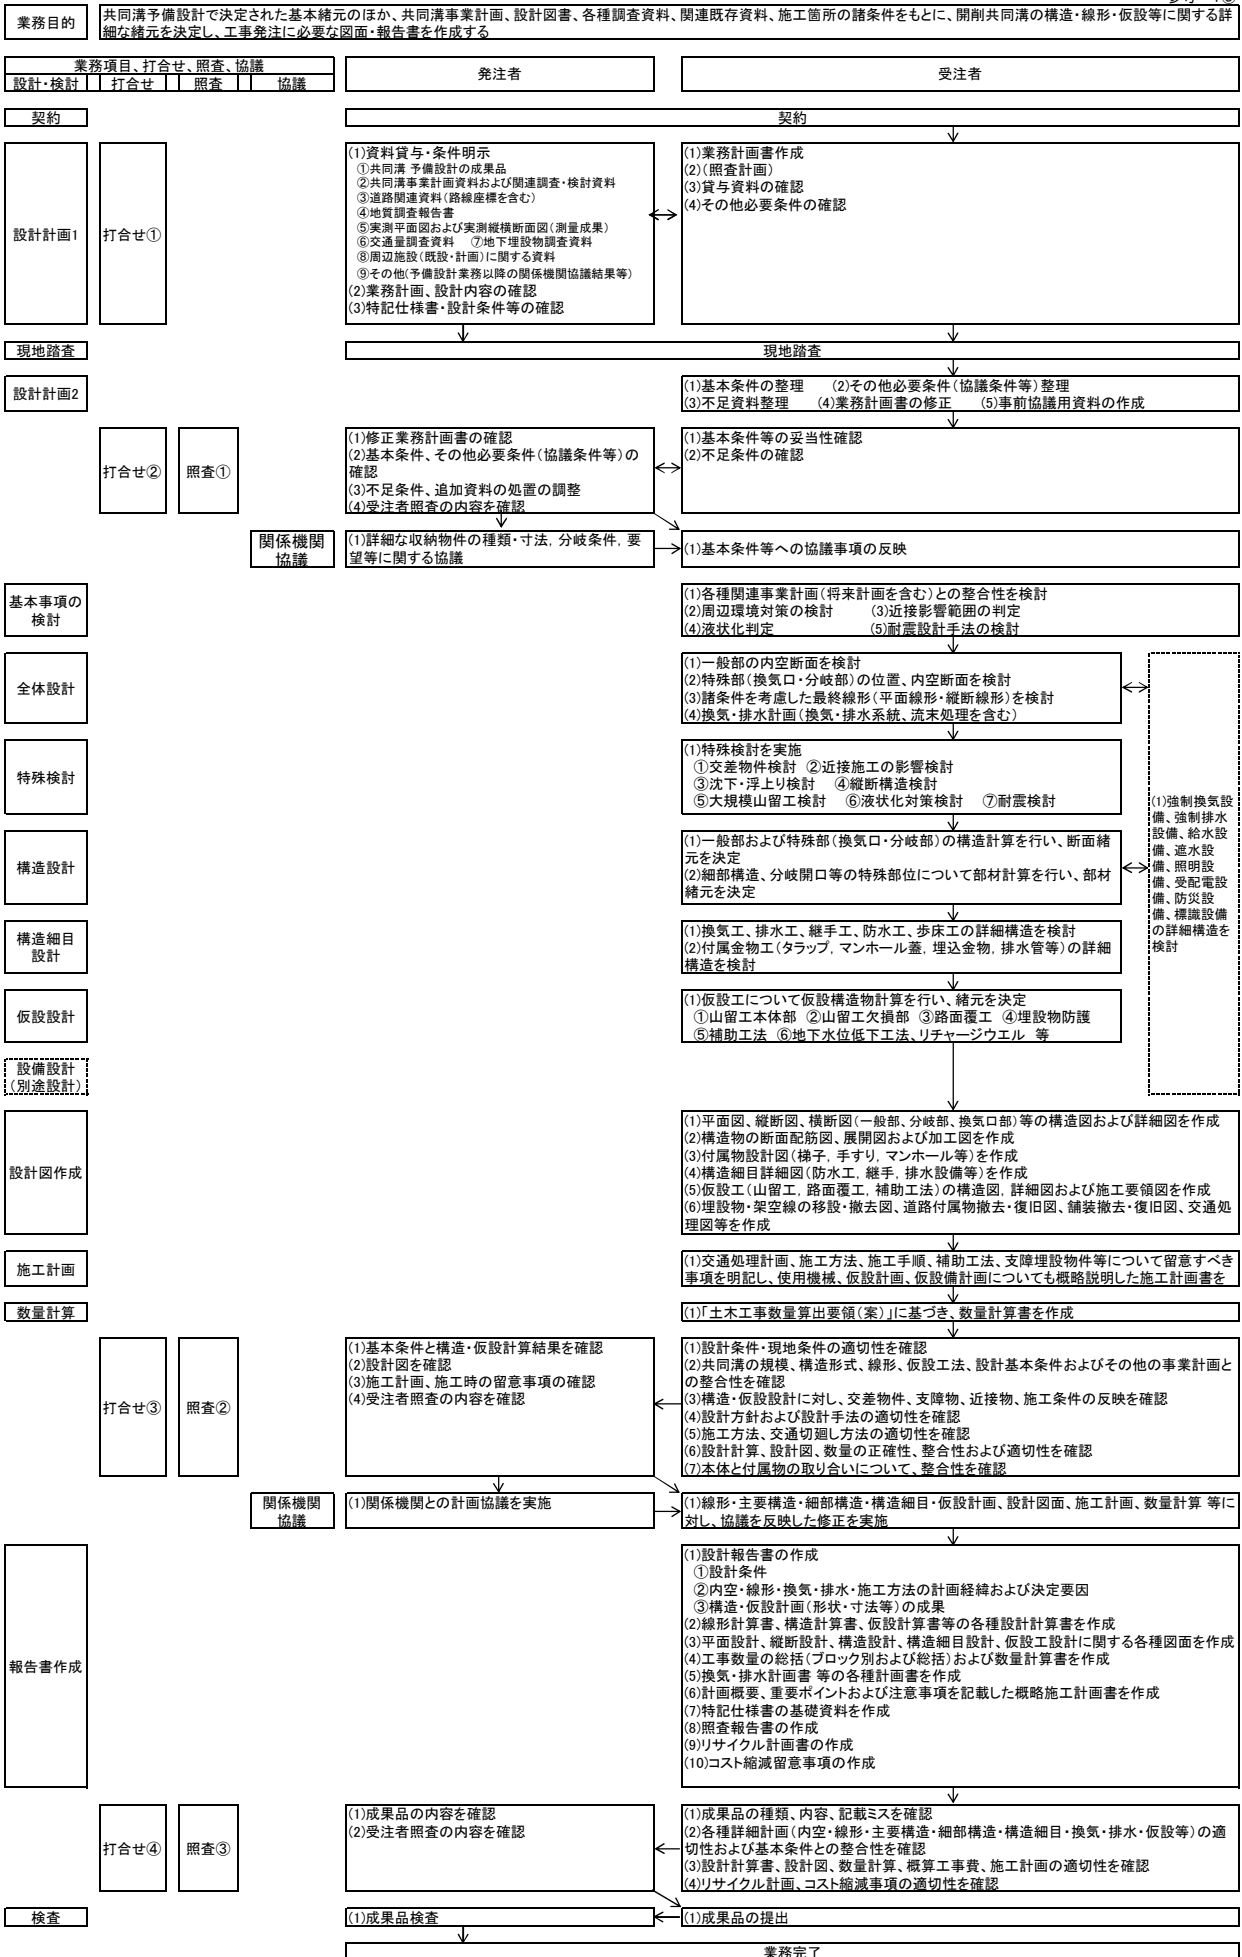 業務目的
共同溝予備設計で決定された基本緒元のほか、共同溝事業計画、設計図書、各種調査資料、関連既存資料、施工箇所の諸条件をもとに、開削共同溝の構造・線形・仮設等に関する詳
細な緒元を決定し、工事発注に必要な図面・報告書を作成する
業務項目、打合せ、照査、協議
設計・検討 打合せ 照査 協議
発注者
受注者
契約
契約
設計計画1
打合せ①
(1)資料貸与・条件明示
①共同溝 予備設計の成果品
②共同溝事業計画資料および関連調査・検討資料
③道路関連資料(路線座標を含む)
④地質調査報告書
⑤実測平面図および実測縦横断面図(測量成果)
⑥交通量調査資料 ⑦地下埋設物調査資料
⑧周辺施設(既設・計画)に関する資料
⑨その他(予備設計業務以降の関係機関協議結果等)
(2)業務計画、設計内容の確認
(3)特記仕様書・設計条件等の確認
(1)業務計画書作成
(2)(照査計画)
(3)貸与資料の確認
(4)その他必要条件の確認
現地踏査
現地踏査
設計計画2
(1)基本条件の整理 (2)その他必要条件(協議条件等)整理
(3)不足資料整理 (4)業務計画書の修正 (5)事前協議用資料の作成
打合せ②
照査①
(1)修正業務計画書の確認
(2)基本条件、その他必要条件(協議条件等)の
確認
(3)不足条件、追加資料の処置の調整
(4)受注者照査の内容を確認
(1)基本条件等の妥当性確認
(2)不足条件の確認
関係機関
協議
(1)詳細な収納物件の種類・寸法, 分岐条件, 要
望等に関する協議
(1)基本条件等への協議事項の反映
基本事項の
検討
(1)各種関連事業計画(将来計画を含む)との整合性を検討
(2)周辺環境対策の検討 (3)近接影響範囲の判定
(4)液状化判定 (5)耐震設計手法の検討
全体設計
(1)一般部の内空断面を検討
(2)特殊部(換気口・分岐部)の位置、内空断面を検討
(3)諸条件を考慮した最終線形(平面線形・縦断線形)を検討
(4)換気・排水計画(換気・排水系統、流末処理を含む)
特殊検討
(1)特殊検討を実施
①交差物件検討 ②近接施工の影響検討
③沈下・浮上り検討 ④縦断構造検討
⑤大規模山留工検討 ⑥液状化対策検討 ⑦耐震検討
(1)強制換気設
備、強制排水
設備、給水設
備、遮水設
備、照明設
備、受配電設
備、防災設
備、標識設備
の詳細構造を
検討
構造設計
(1)一般部および特殊部(換気口・分岐部)の構造計算を行い、断面緒
元を決定
(2)細部構造、分岐開口等の特殊部位について部材計算を行い、部材
緒元を決定
構造細目
設計
(1)換気工、排水工、継手工、防水工、歩床工の詳細構造を検討
(2)付属金物工(タラップ, マンホール蓋, 埋込金物, 排水管等)の詳細
構造を検討
仮設設計
(1)仮設工について仮設構造物計算を行い、緒元を決定
①山留工本体部 ②山留工欠損部 ③路面覆工 ④埋設物防護
⑤補助工法 ⑥地下水位低下工法、リチャージウエル 等
設備設計
(別途設計)
設計図作成
(1)平面図、縦断図、横断図(一般部、分岐部、換気口部)等の構造図および詳細図を作成
(2)構造物の断面配筋図、展開図および加工図を作成
(3)付属物設計図(梯子, 手すり, マンホール等)を作成
(4)構造細目詳細図(防水工, 継手, 排水設備等)を作成
(5)仮設工(山留工, 路面覆工, 補助工法)の構造図, 詳細図および施工要領図を作成
(6)埋設物・架空線の移設・撤去図、道路付属物撤去・復旧図、舗装撤去・復旧図、交通処
理図等を作成
施工計画
(1)交通処理計画、施工方法、施工手順、補助工法、支障埋設物件等について留意すべき
事項を明記し、使用機械、仮設計画、仮設備計画についても概略説明した施工計画書を
数量計算
(1)「土木工事数量算出要領(案)」に基づき、数量計算書を作成
打合せ③
照査②
(1)基本条件と構造・仮設計算結果を確認
(2)設計図を確認
(3)施工計画、施工時の留意事項の確認
(4)受注者照査の内容を確認
(1)設計条件・現地条件の適切性を確認
(2)共同溝の規模、構造形式、線形、仮設工法、設計基本条件およびその他の事業計画と
の整合性を確認
(3)構造・仮設設計に対し、交差物件、支障物、近接物、施工条件の反映を確認
(4)設計方針および設計手法の適切性を確認
(5)施工方法、交通切廻し方法の適切性を確認
(6)設計計算、設計図、数量の正確性、整合性および適切性を確認
(7)本体と付属物の取り合いについて、整合性を確認
関係機関
協議
(1)関係機関との計画協議を実施
(1)線形・主要構造・細部構造・構造細目・仮設計画、設計図面、施工計画、数量計算 等に
対し、協議を反映した修正を実施
報告書作成
(1)設計報告書の作成
①設計条件
②内空・線形・換気・排水・施工方法の計画経緯および決定要因
③構造・仮設計画(形状・寸法等)の成果
(2)線形計算書、構造計算書、仮設計算書等の各種設計計算書を作成
(3)平面設計、縦断設計、構造設計、構造細目設計、仮設工設計に関する各種図面を作成
(4)工事数量の総括(ブロック別および総括)および数量計算書を作成
(5)換気・排水計画書 等の各種計画書を作成
(6)計画概要、重要ポイントおよび注意事項を記載した概略施工計画書を作成
(7)特記仕様書の基礎資料を作成
(8)照査報告書の作成
(9)リサイクル計画書の作成
(10)コスト縮減留意事項の作成
打合せ④
照査③
(1)成果品の内容を確認
(2)受注者照査の内容を確認
(1)成果品の種類、内容、記載ミスを確認
(2)各種詳細計画(内空・線形・主要構造・細部構造・構造細目・換気・排水・仮設等)の適
切性および基本条件との整合性を確認
(3)設計計算書、設計図、数量計算、概算工事費、施工計画の適切性を確認
(4)リサイクル計画、コスト縮減事項の適切性を確認
検査
(1)成果品検査
(1)成果品の提出
業務完了